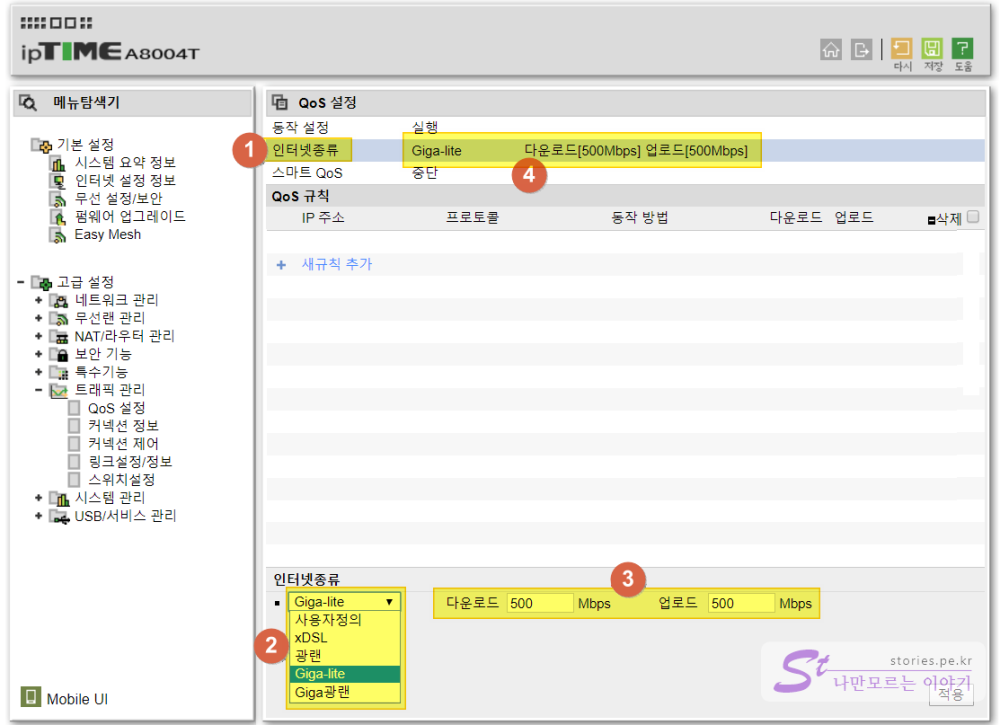 ipTIME A8004T
다시 저장 도움
메뉴탐색기
기본 설정
시스템 요약 정보
인터넷 설정 정보
무선 설정/보안
펌웨어 업그레이드
Easy Mesh
고급 설정
네트워크 관리
무선랜 관리
NAT/라우터 관리
보안 기능
특수기능
트래픽 관리
QoS 설정
커넥션 정보
커넥션 제어
링크설정/정보
스위치설정
시스템 관리
USB/서비스 관리
Mobile UI
QoS 설정
동작 설정 실행
1 인터넷종류 Giga-lite 다운로드[500Mbps] 업로드[500Mbps]
스마트 QoS 중단
4
QoS 규칙
IP 주소 프로토콜 동작 방법 다운로드 업로드 삭제
+ 새규칙 추가
인터넷종류
3
Giga-lite ▼ 다운로드 500 Mbps 업로드 500 Mbps
2
사용자정의
xDSL
광랜
Giga-lite
Giga광랜
St
stories.pe.kr
나만모르는 이야기
적용